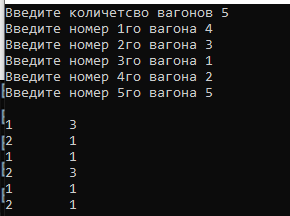 Введите количетсво вагонов 5
Введите номер 1го вагона 4
Введите номер 2го вагона 3
Введите номер 3го вагона 1
Введите номер 4го вагона 2
Введите номер 5го вагона 5
1 3
2 1
1 1
2 3
1 1
2 1